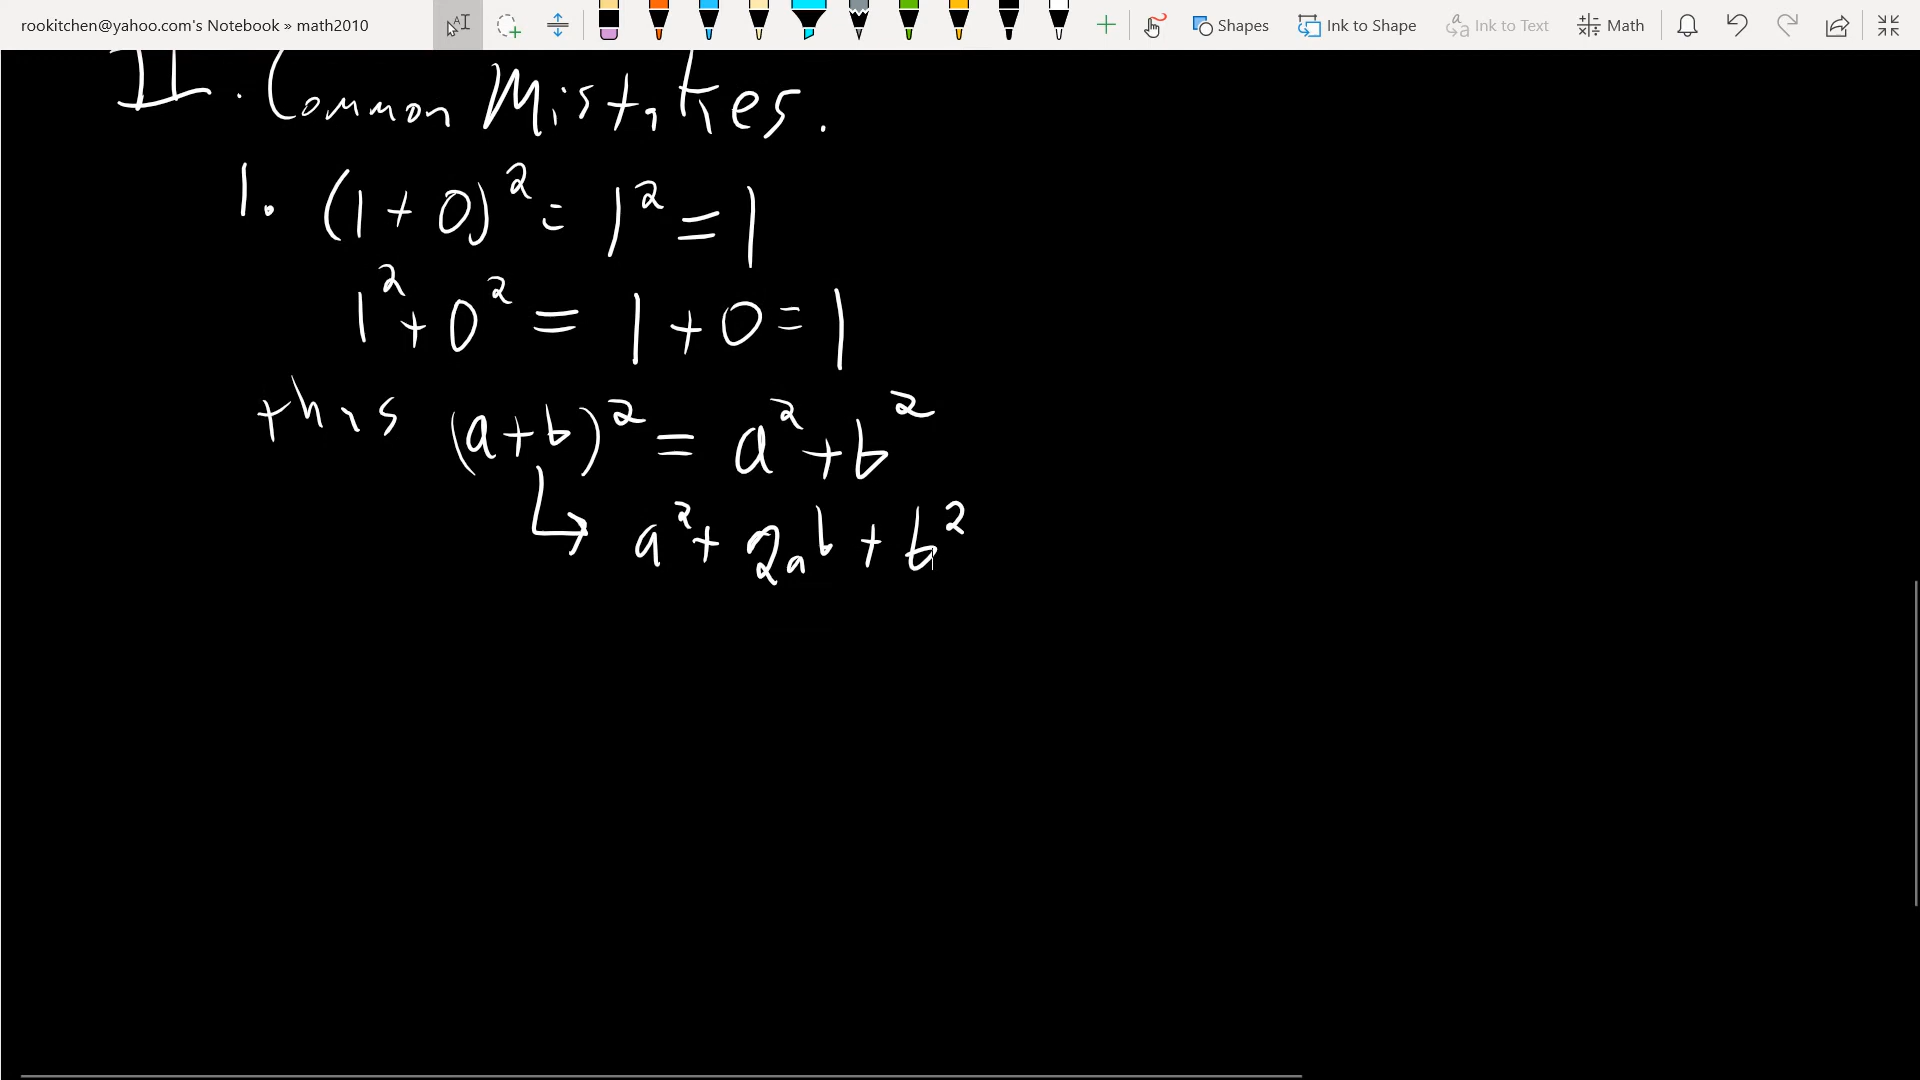 rookitchen@yahoo.com's Notebook » math2010
Shapes
Ink to Shape
Ink to Text
Math
II. Common Mistakes.
1. (1 + 0)² = 1² = 1
1² + 0² = 1 + 0 = 1
this (a+b)² = a² + b²
↳ a² + 2ab + b²